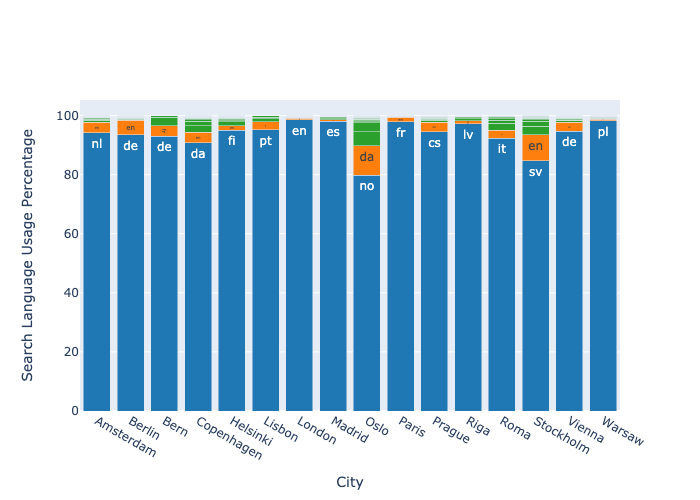 Search Language Usage Percentage
100
80
60
40
20
0
nl
de
en
de
da
fi
pt
en
es
no
da
fr
cs
lv
it
sv
en
de
pl
Amsterdam
Berlin
Bern
Copenhagen
Helsinki
Lisbon
London
Madrid
Oslo
Paris
Prague
Riga
Roma
Stockholm
Vienna
Warsaw
City